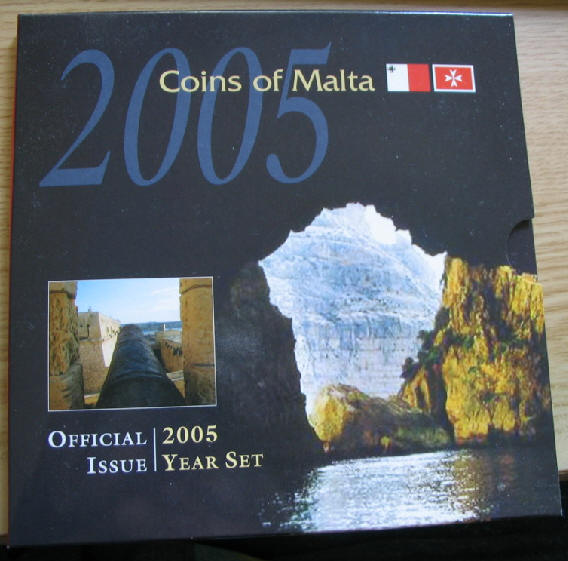 2005
Coins of Malta
OFFICIAL ISSUE
2005 YEAR SET